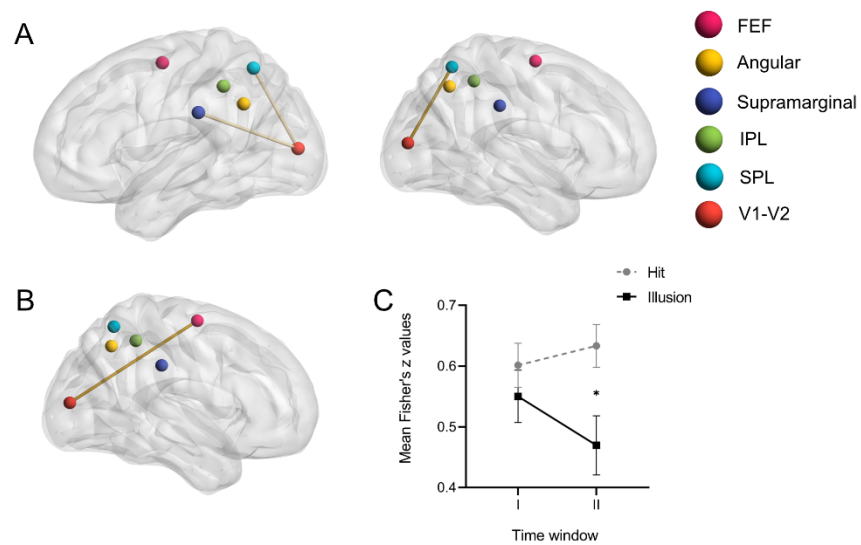 A
FEF
Angular
Supramarginal
IPL
SPL
V1-V2
B
C
Hit
Illusion
Mean Fisher's z values
0.7
0.6
0.5
0.4
*
I
II
Time window